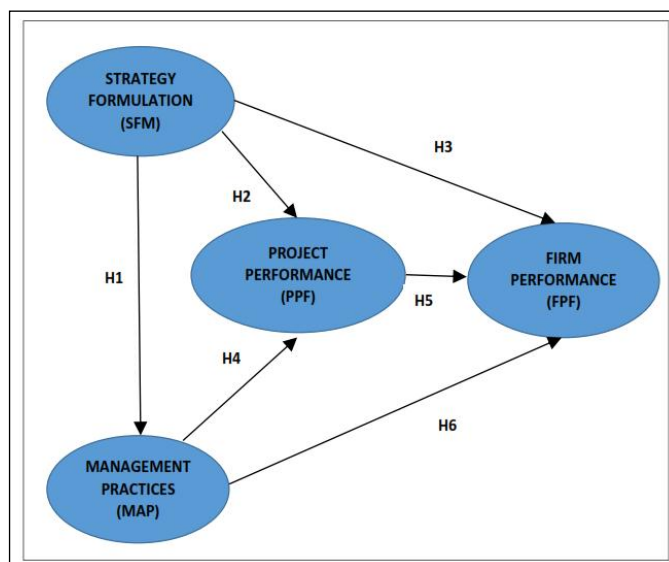 STRATEGY
FORMULATION
(SFM)
H3
H2
PROJECT
PERFORMANCE
(PPF)
FIRM
PERFORMANCE
(FPF)
H1
H5
H4
H6
MANAGEMENT
PRACTICES
(MAP)